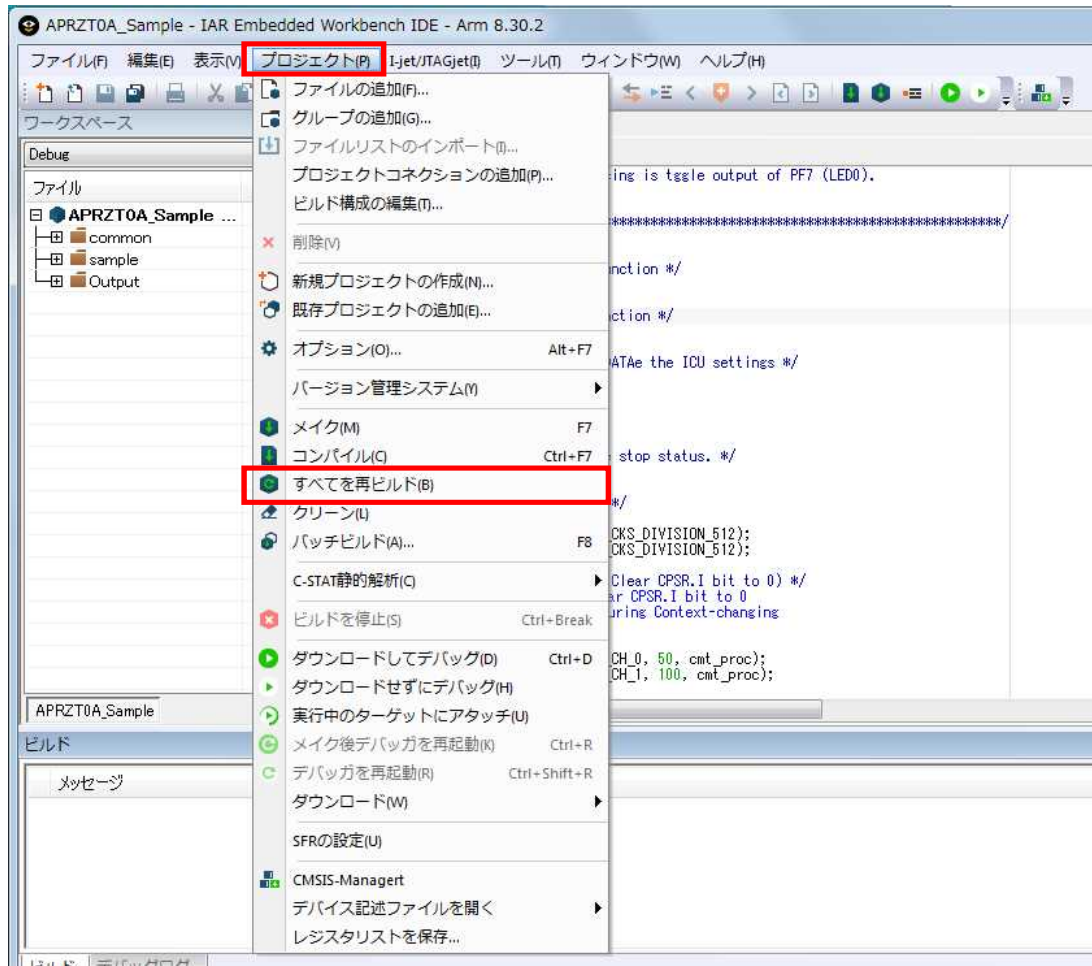 APRZT0A_Sample - IAR Embedded Workbench IDE - Arm 8.30.2
ファイル(F) 編集(E) 表示(V) プロジェクト(P) I-jet/JTAGjet(I) ツール(T) ウィンドウ(W) ヘルプ(H)
ワークスペース
Debug
ファイル
APRZT0A_Sample ...
common
sample
Output
APRZT0A_Sample
ファイルの追加(F)...
グループの追加(G)...
ファイルリストのインポート(I)...
プロジェクトコネクションの追加(P)...
ビルド構成の編集(T)...
削除(V)
新規プロジェクトの作成(N)...
既存プロジェクトの追加(E)...
オプション(O)... Alt+F7
バージョン管理システム(Y)
メイク(M) F7
コンパイル(C) Ctrl+F7
すべてを再ビルド(B)
クリーン(L)
バッチビルド(A)... F8
C-STAT静的解析(C)
ビルドを停止(S) Ctrl+Break
ダウンロードしてデバッグ(D) Ctrl+D
ダウンロードせずにデバッグ(H)
実行中のターゲットにアタッチ(U)
メイク後デバッガを再起動(K) Ctrl+R
デバッガを再起動(R) Ctrl+Shift+R
ダウンロード(W)
SFRの設定(U)
CMSIS-Managert
デバイス記述ファイルを開く
レジスタリストを保存...
ing is tggle output of PF7 (LED0).
*******************************************************/
nction */
ction */
ATAe the ICU settings */
stop status. */
*/
CKS_DIVISION_512);
CKS_DIVISION_512);
Clear CPSR.I bit to 0) */
ar CPSR.I bit to 0
uring Context-changing
CH_0, 50, cmt_proc);
CH_1, 100, cmt_proc);
ビルド
メッセージ
ビルド デバッグログ